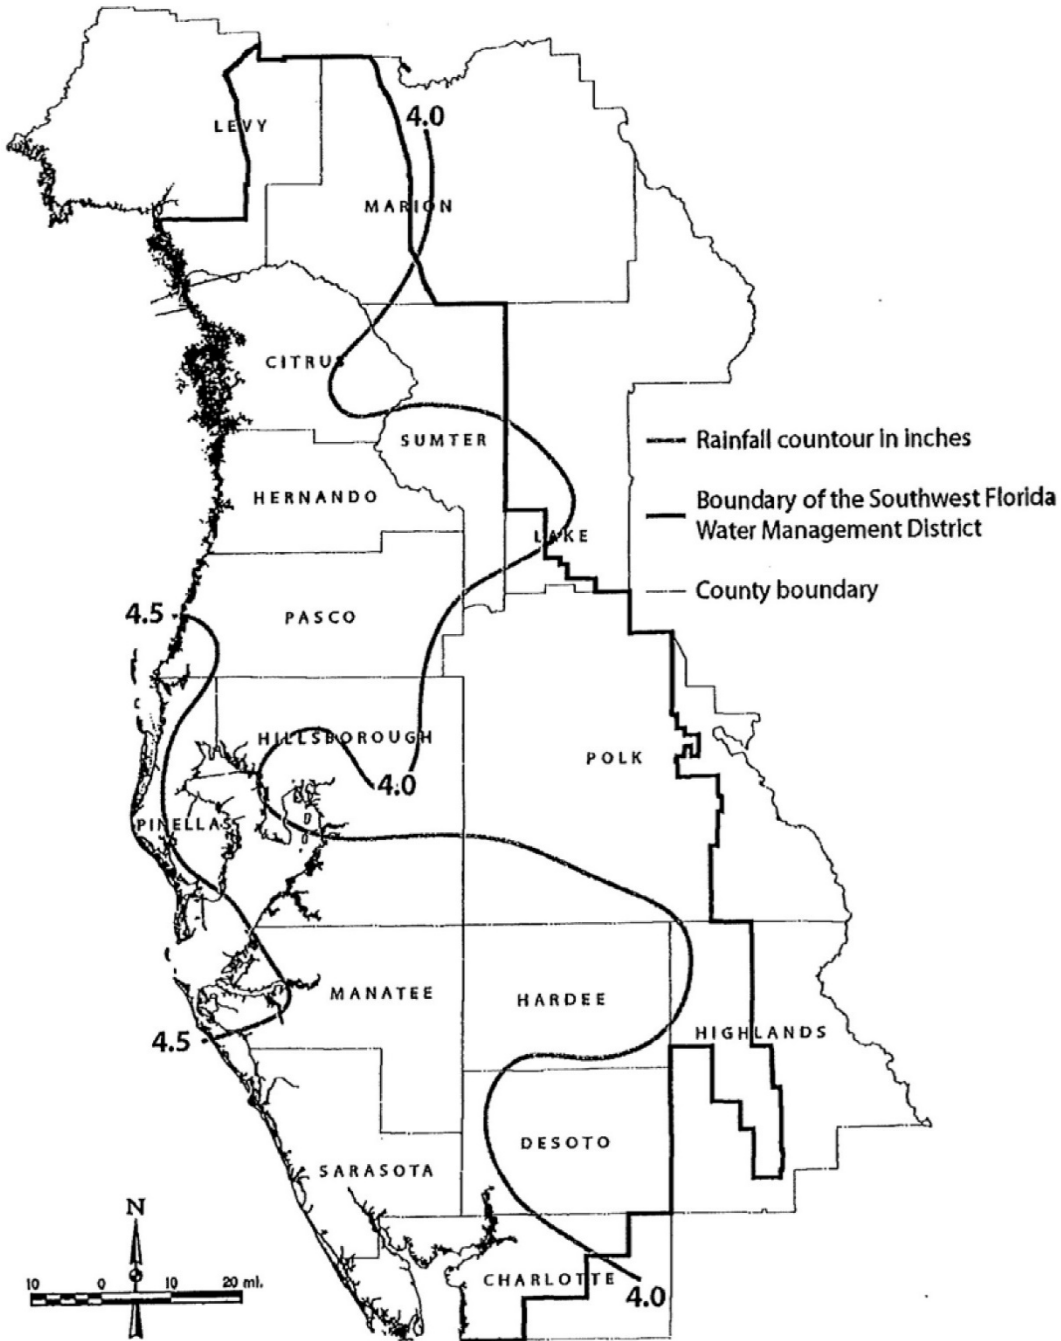 4.0
LEVY
MARION
CITRUS
SUMTER
Rainfall countour in inches
HERNANDO
Boundary of the Southwest Florida
Water Management District
LAKE
County boundary
4.5
PASCO
HILLSBOROUGH
POLK
4.0
PINELLAS
MANATEE
HARDEE
HIGHLANDS
4.5
DESOTO
SARASOTA
N
CHARLOTTE
10 0 10 20 mi.
4.0